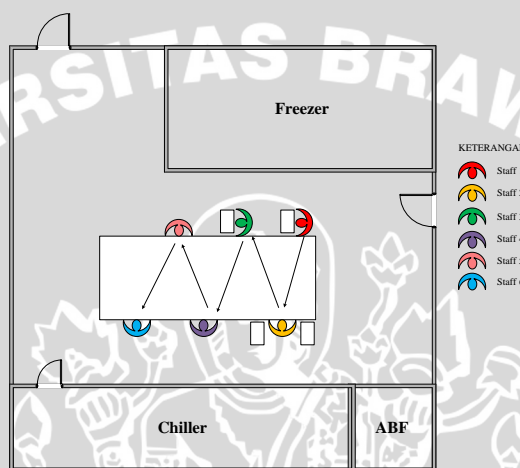 RSITAS BRAW
Freezer
KETERANGA
Staff
Staff
Staff
Staff
Staff
Staff
Chiller
ABF